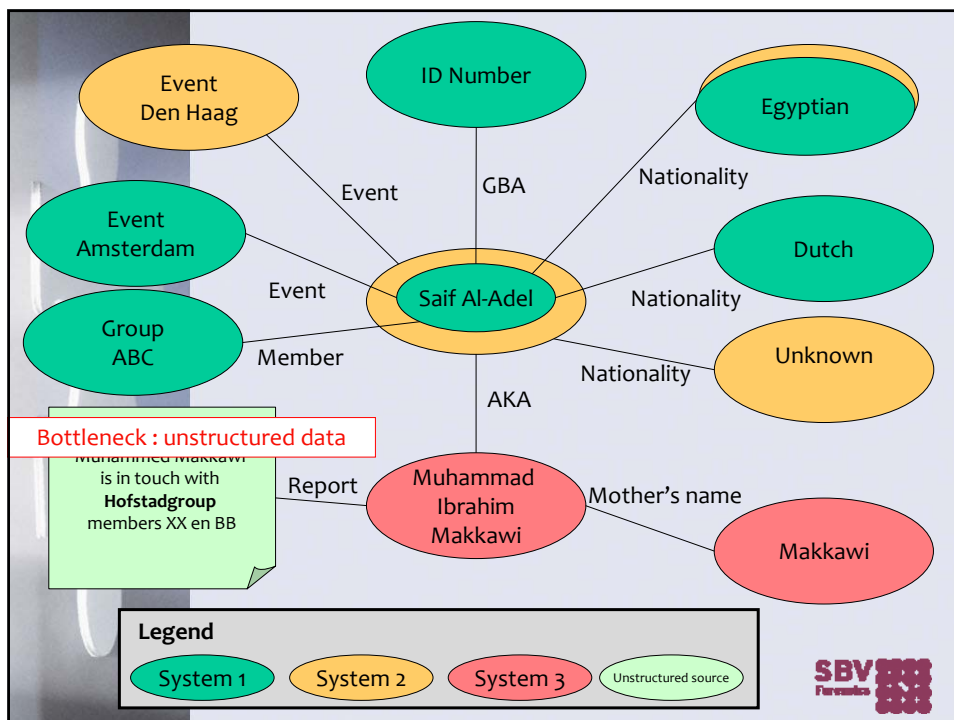 Event
Den Haag
ID Number
Egyptian
Nationality
Event
GBA
Event
Amsterdam
Dutch
Saif Al-Adel
Event
Nationality
Group
ABC
Member
Unknown
Nationality
AKA
Bottleneck : unstructured data
Muhammed Makkawi
is in touch with
Hofstadgroup
members XX en BB
Report
Muhammad
Ibrahim
Makkawi
Mother's name
Makkawi
Legend
System 1
System 2
System 3
Unstructured source
SBV
Forensics